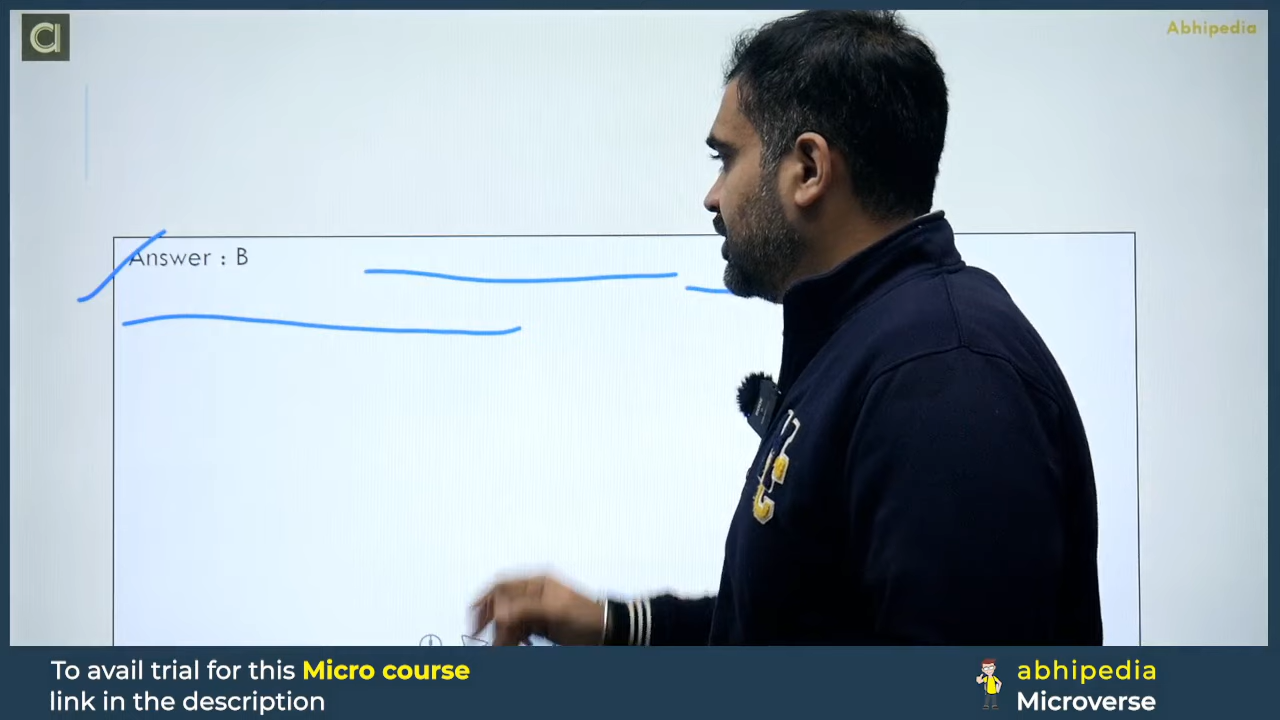 Abhipedia
Answer : B
To avail trial for this Micro course
link in the description
abhipedia
Microverse